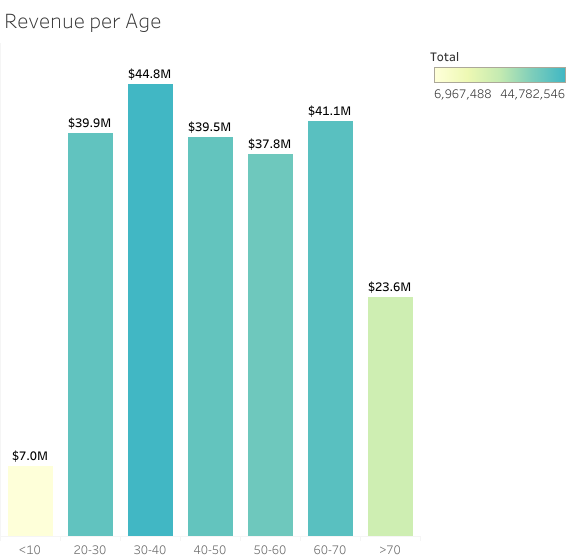 Revenue per Age
Total
6,967,488 44,782,546
$44.8M
$41.1M
$39.9M
$39.5M
$37.8M
$23.6M
$7.0M
<10 20-30 30-40 40-50 50-60 60-70 >70